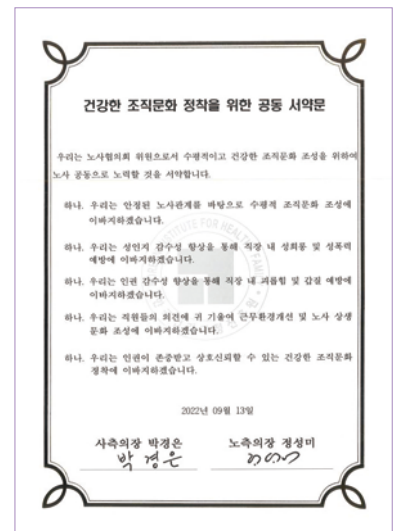 건강한 조직문화 정착을 위한 공동 서약문
우리는 노사협의회 위원으로서 수평적이고 건강한 조직문화 조성을 위하여
노사 공동으로 노력할 것을 서약합니다.
하나. 우리는 안정된 노사관계를 바탕으로 수평적 조직문화 조성에
이바지하겠습니다.
하나. 우리는 성인지 감수성 향상을 통해 직장 내 성희롱 및 성폭력
예방에 이바지하겠습니다.
하나. 우리는 인권 감수성 향상을 통해 직장 내 괴롭힘 및 갑질 예방에
이바지하겠습니다.
하나. 우리는 직원들의 의견에 귀 기울여 근무환경개선 및 노사 상생
문화 조성에 이바지하겠습니다.
하나. 우리는 인권이 존중받고 상호신뢰할 수 있는 건강한 조직문화
정착에 이바지하겠습니다.
2022년 09월 13일
사측의장 박경은 노측의장 정성미
박경은